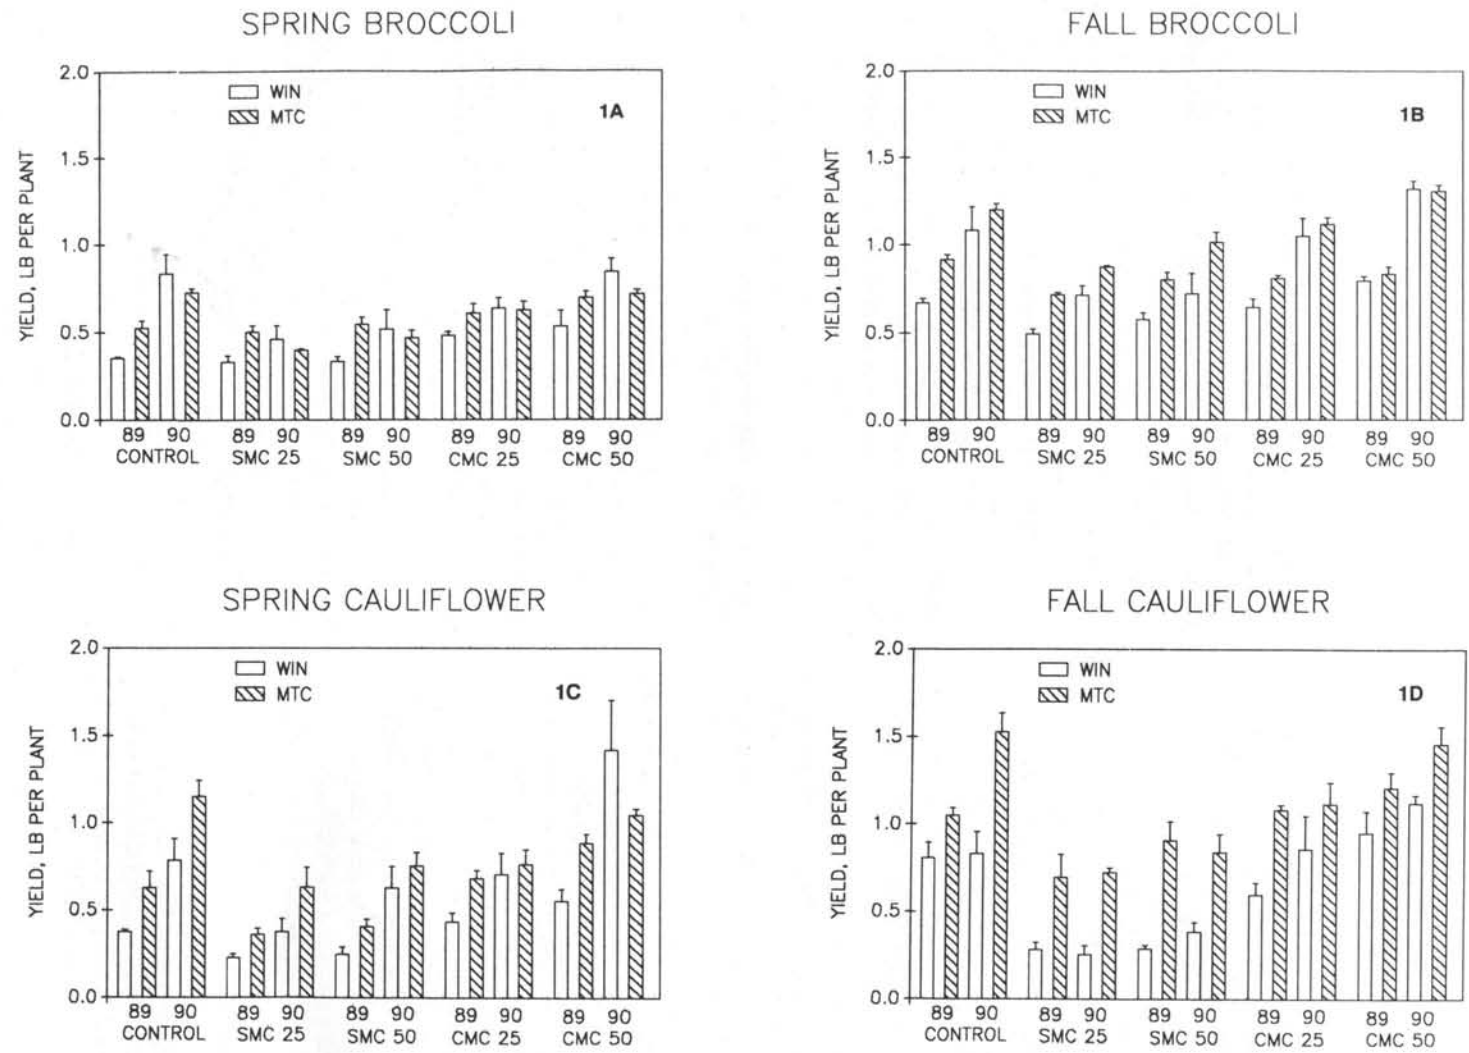 SPRING BROCCOLI
YIELD, LB PER PLANT
2.0
1.5
1.0
0.5
0.0
WIN
MTC
1A
89 90 89 90 89 90 89 90 89 90
CONTROL SMC 25 SMC 50 CMC 25 CMC 50
FALL BROCCOLI
YIELD, LB PER PLANT
2.0
1.5
1.0
0.5
0.0
WIN
MTC
1B
89 90 89 90 89 90 89 90 89 90
CONTROL SMC 25 SMC 50 CMC 25 CMC 50
SPRING CAULIFLOWER
YIELD, LB PER PLANT
2.0
1.5
1.0
0.5
0.0
WIN
MTC
1C
89 90 89 90 89 90 89 90 89 90
CONTROL SMC 25 SMC 50 CMC 25 CMC 50
FALL CAULIFLOWER
YIELD, LB PER PLANT
2.0
1.5
1.0
0.5
0.0
WIN
MTC
1D
89 90 89 90 89 90 89 90 89 90
CONTROL SMC 25 SMC 50 CMC 25 CMC 50